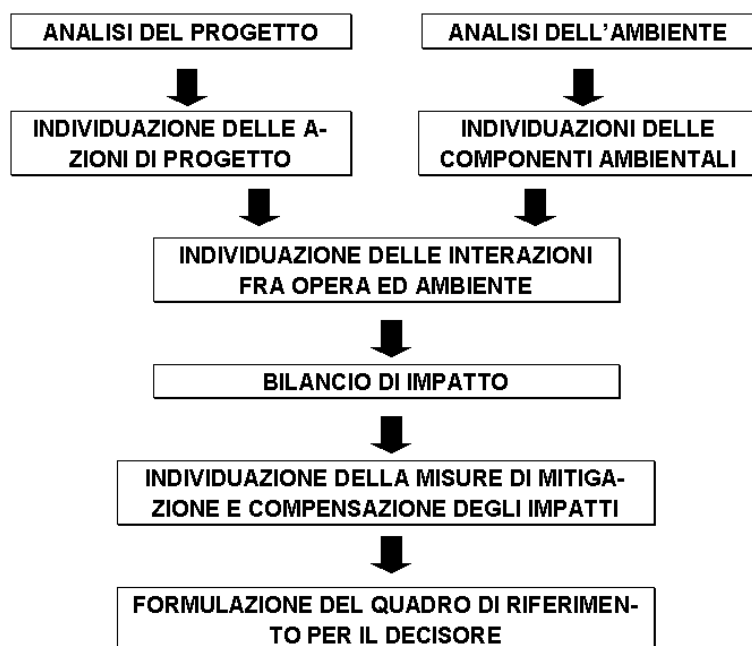 ANALISI DEL PROGETTO
ANALISI DELL'AMBIENTE
INDIVIDUAZIONE DELLE A-
ZIONI DI PROGETTO
INDIVIDUAZIONI DELLE
COMPONENTI AMBIENTALI
INDIVIDUAZIONE DELLE INTERAZIONI
FRA OPERA ED AMBIENTE
BILANCIO DI IMPATTO
INDIVIDUAZIONE DELLA MISURE DI MITIGA-
ZIONE E COMPENSAZIONE DEGLI IMPATTI
FORMULAZIONE DEL QUADRO DI RIFERIMEN-
TO PER IL DECISORE